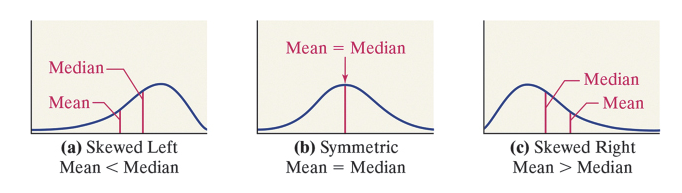 Median
Mean
(a) Skewed Left
Mean < Median
Mean = Median
(b) Symmetric
Mean = Median
Median
Mean
(c) Skewed Right
Mean > Median